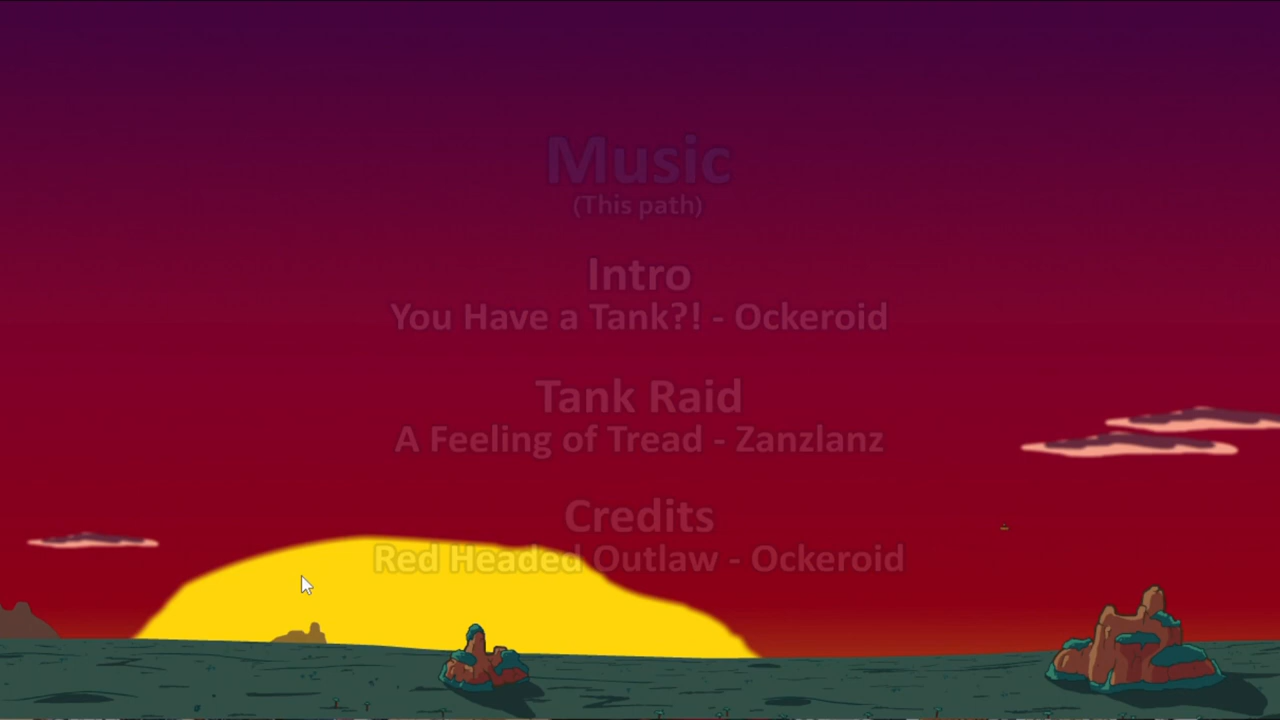 Music
(This path)
Intro
You Have a Tank?! - Ockeroid
Tank Raid
A Feeling of Tread - Zanzlanz
Credits
Red Headed Outlaw - Ockeroid